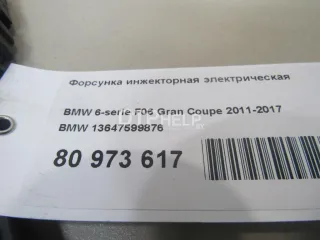 Форсунка инжекторная электрическая
BMW 6-serie F06 Gran Coupe 2011-2017
BMW 13647599876
80 973 617